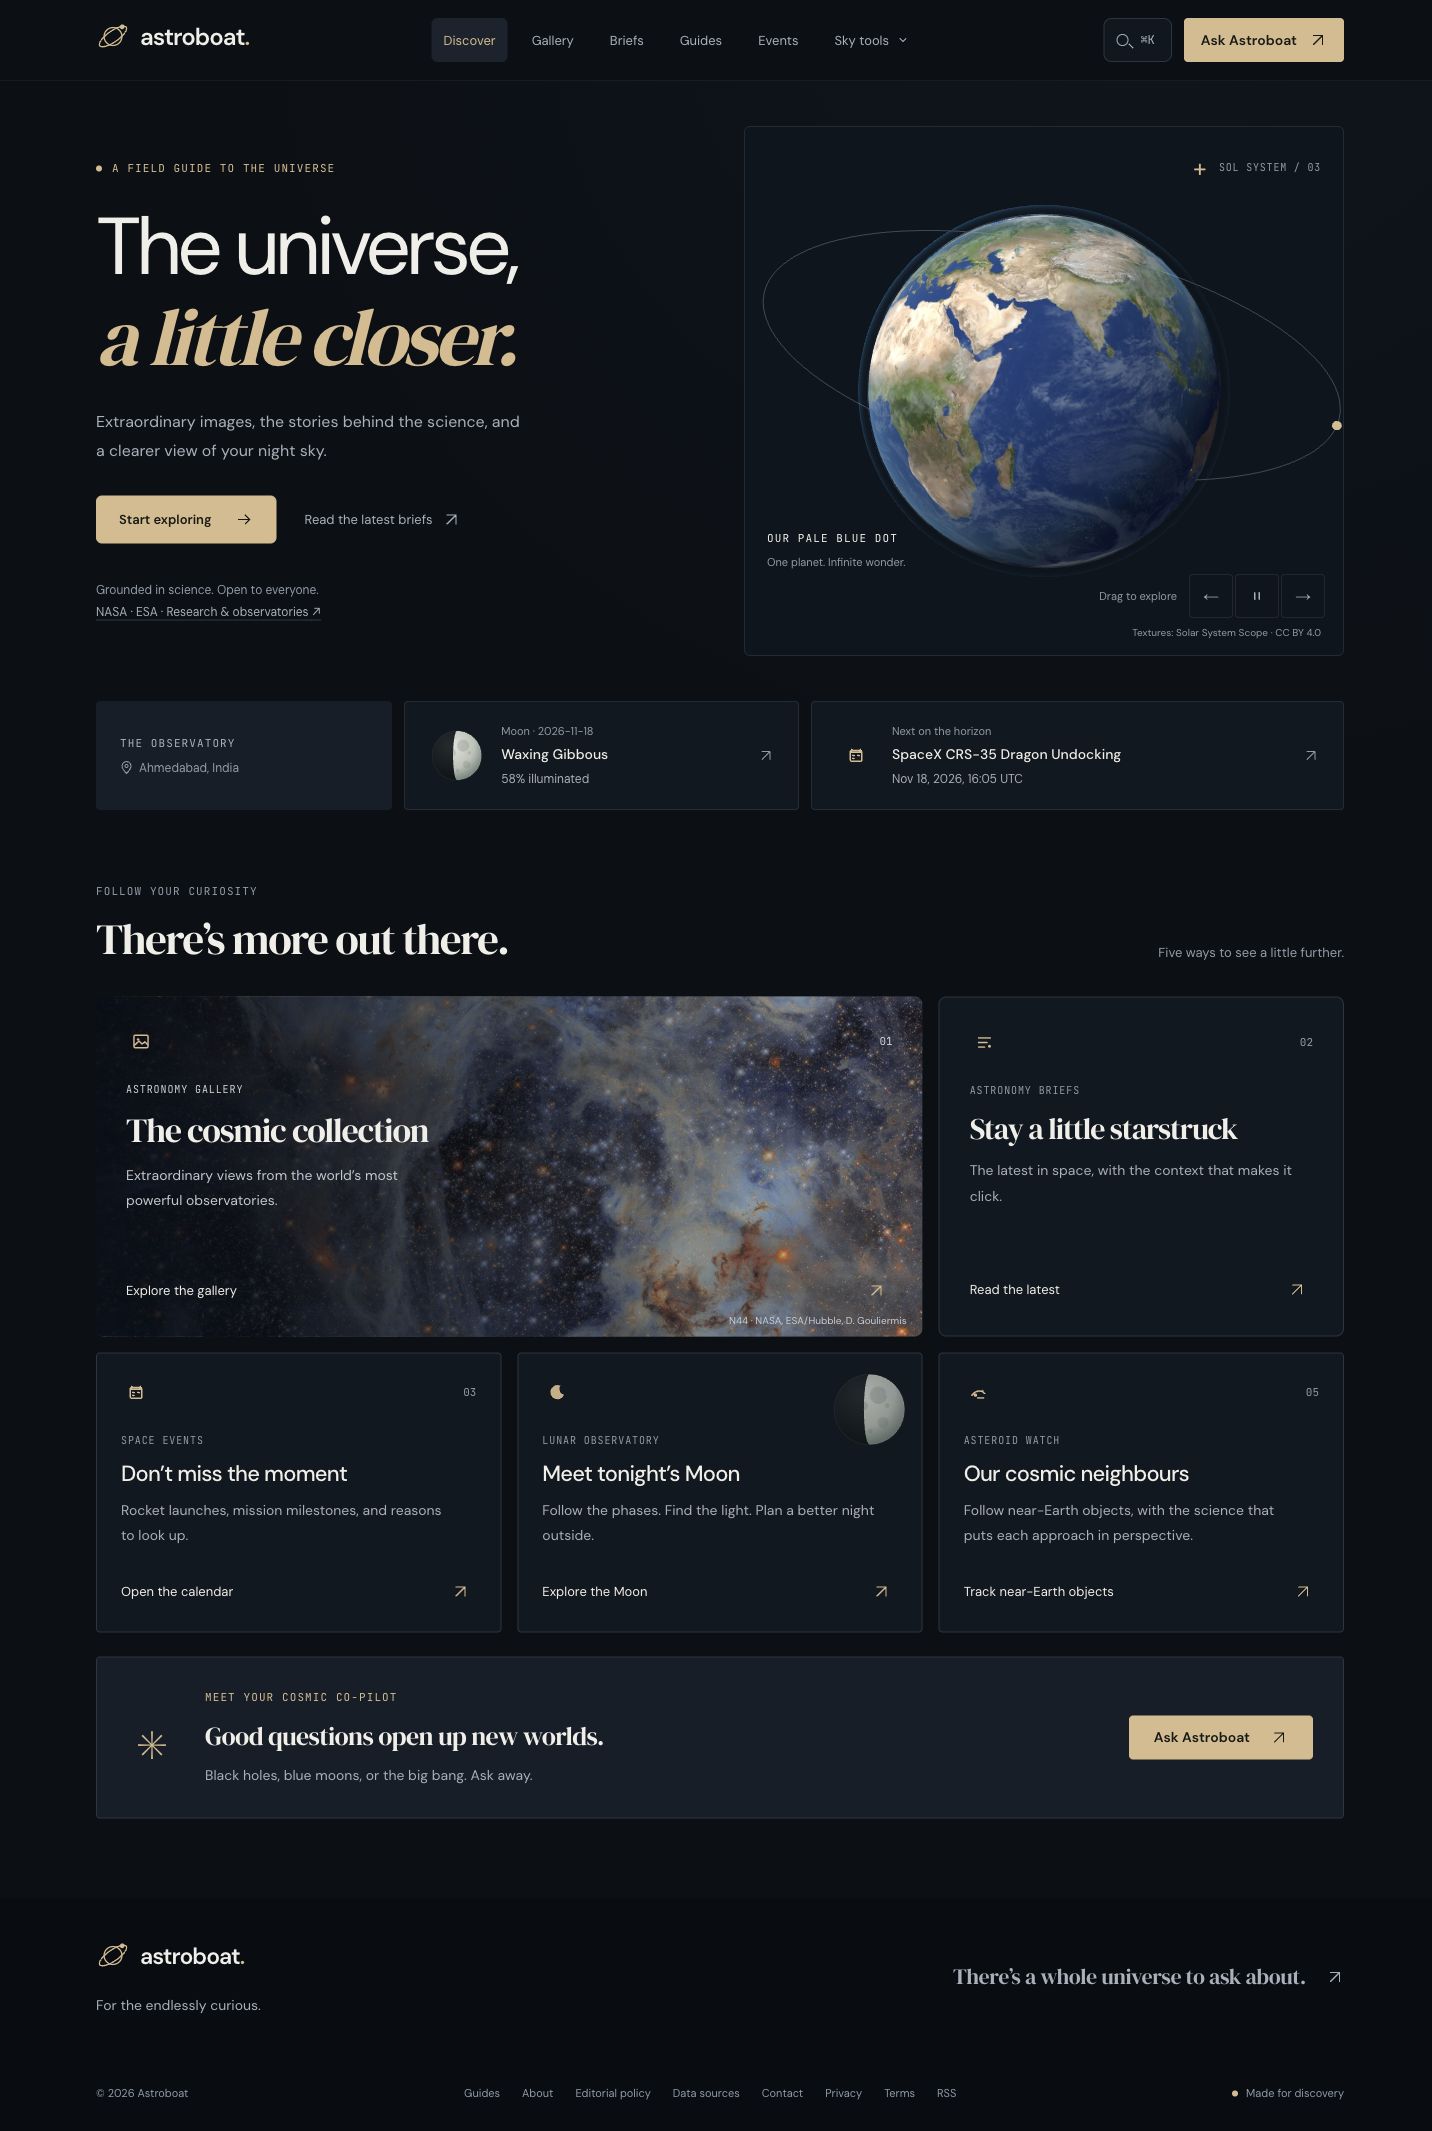 astroboat.
Discover
Gallery
Briefs
Guides
Events
Sky tools
⌘K
Ask Astroboat
A FIELD GUIDE TO THE UNIVERSE
The universe,
a little closer.
Extraordinary images, the stories behind the science, and
a clearer view of your night sky.
Start exploring →
Read the latest briefs ↗
Grounded in science. Open to everyone.
NASA · ESA · Research & observatories ↗
SOL SYSTEM / 03
OUR PALE BLUE DOT
One planet. Infinite wonder.
Drag to explore
Textures: Solar System Scope · CC BY 4.0
THE OBSERVATORY
Ahmedabad, India
Moon · 2026-11-18
Waxing Gibbous
58% illuminated
Next on the horizon
SpaceX CRS-35 Dragon Undocking
Nov 18, 2026, 16:05 UTC
FOLLOW YOUR CURIOSITY
There’s more out there.
Five ways to see a little further.
01
ASTRONOMY GALLERY
The cosmic collection
Extraordinary views from the world’s most
powerful observatories.
Explore the gallery
N44 · NASA, ESA/Hubble, D. Gouliermis
02
ASTRONOMY BRIEFS
Stay a little starstruck
The latest in space, with the context that makes it
click.
Read the latest
03
SPACE EVENTS
Don’t miss the moment
Rocket launches, mission milestones, and reasons
to look up.
Open the calendar
LUNAR OBSERVATORY
Meet tonight’s Moon
Follow the phases. Find the light. Plan a better night
outside.
Explore the Moon
05
ASTEROID WATCH
Our cosmic neighbours
Follow near-Earth objects, with the science that
puts each approach in perspective.
Track near-Earth objects
MEET YOUR COSMIC CO-PILOT
Good questions open up new worlds.
Black holes, blue moons, or the big bang. Ask away.
Ask Astroboat
astroboat.
For the endlessly curious.
There’s a whole universe to ask about.
© 2026 Astroboat
Guides
About
Editorial policy
Data sources
Contact
Privacy
Terms
RSS
Made for discovery